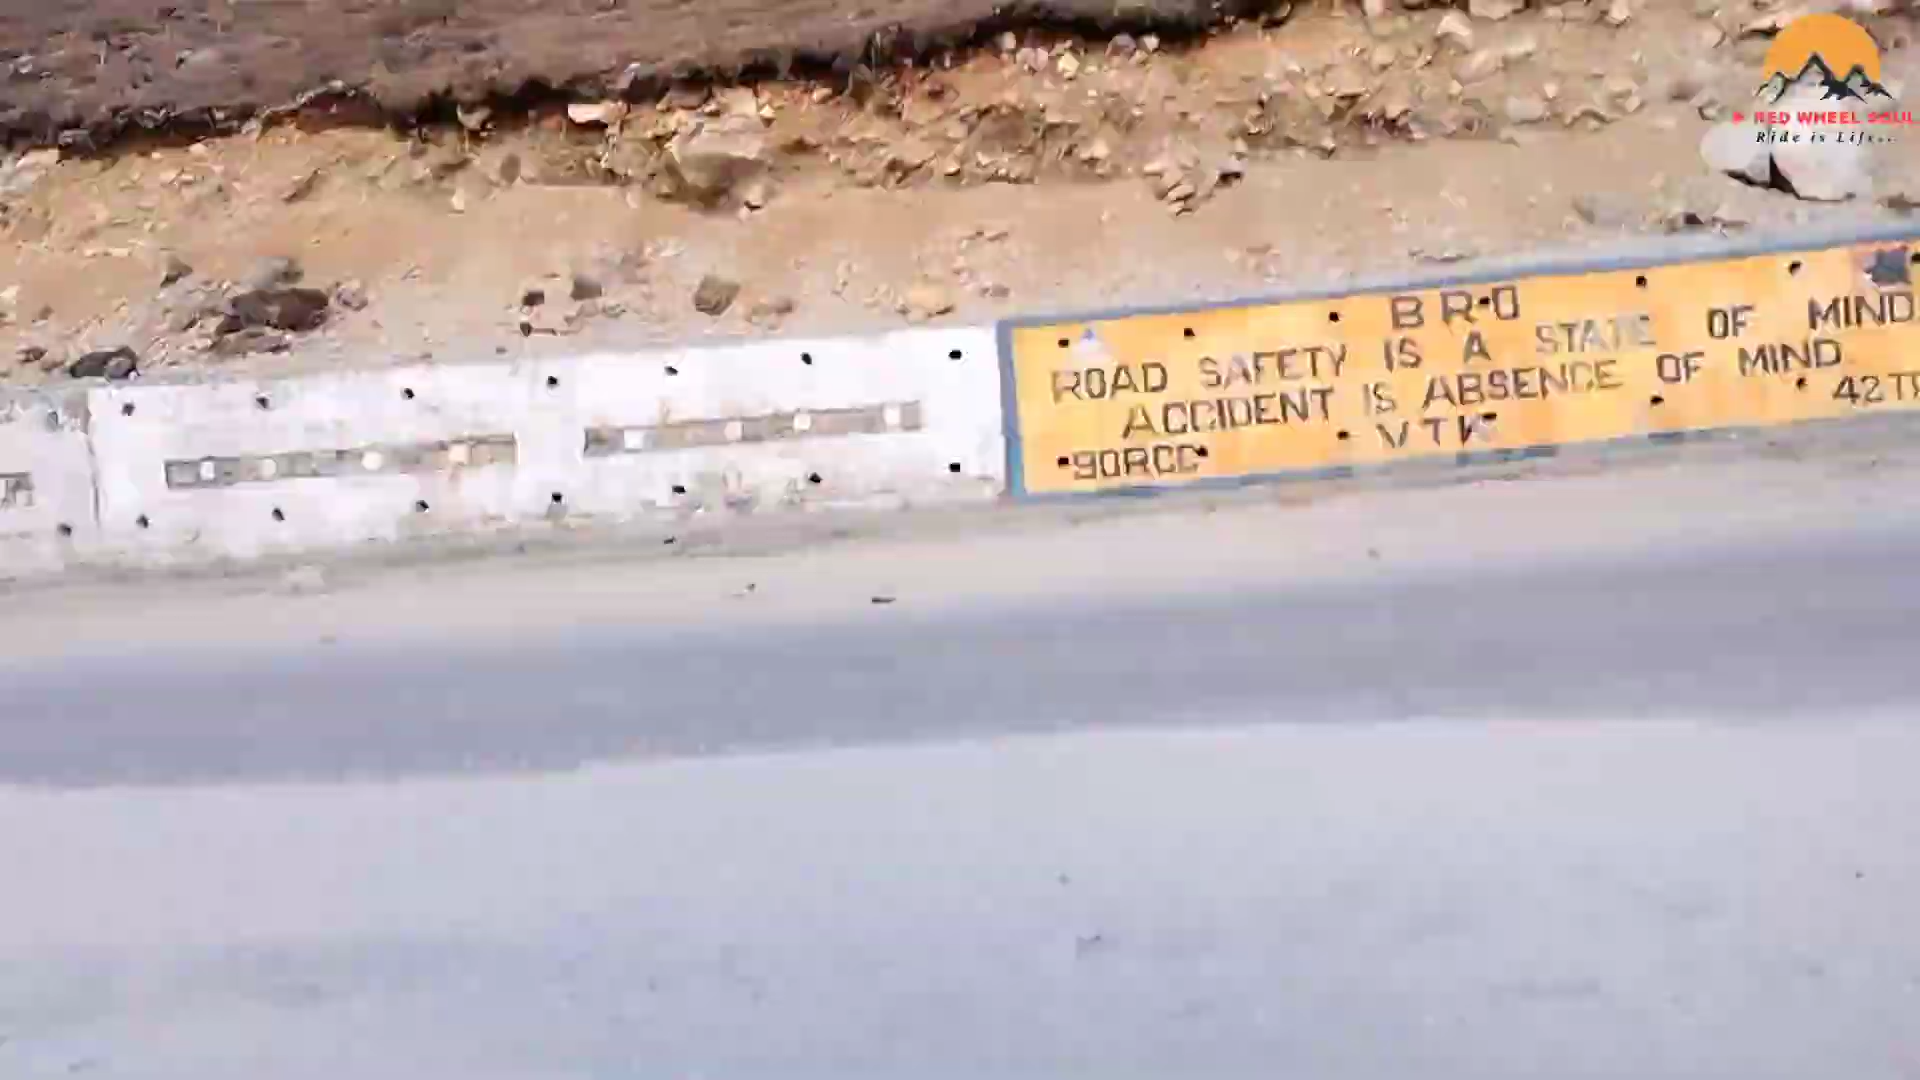 RED WHEEL SOUL
Ride is Life...
BRO
ROAD SAFETY IS A STATE OF MIND
ACCIDENT IS ABSENCE OF MIND
90RCC VTK